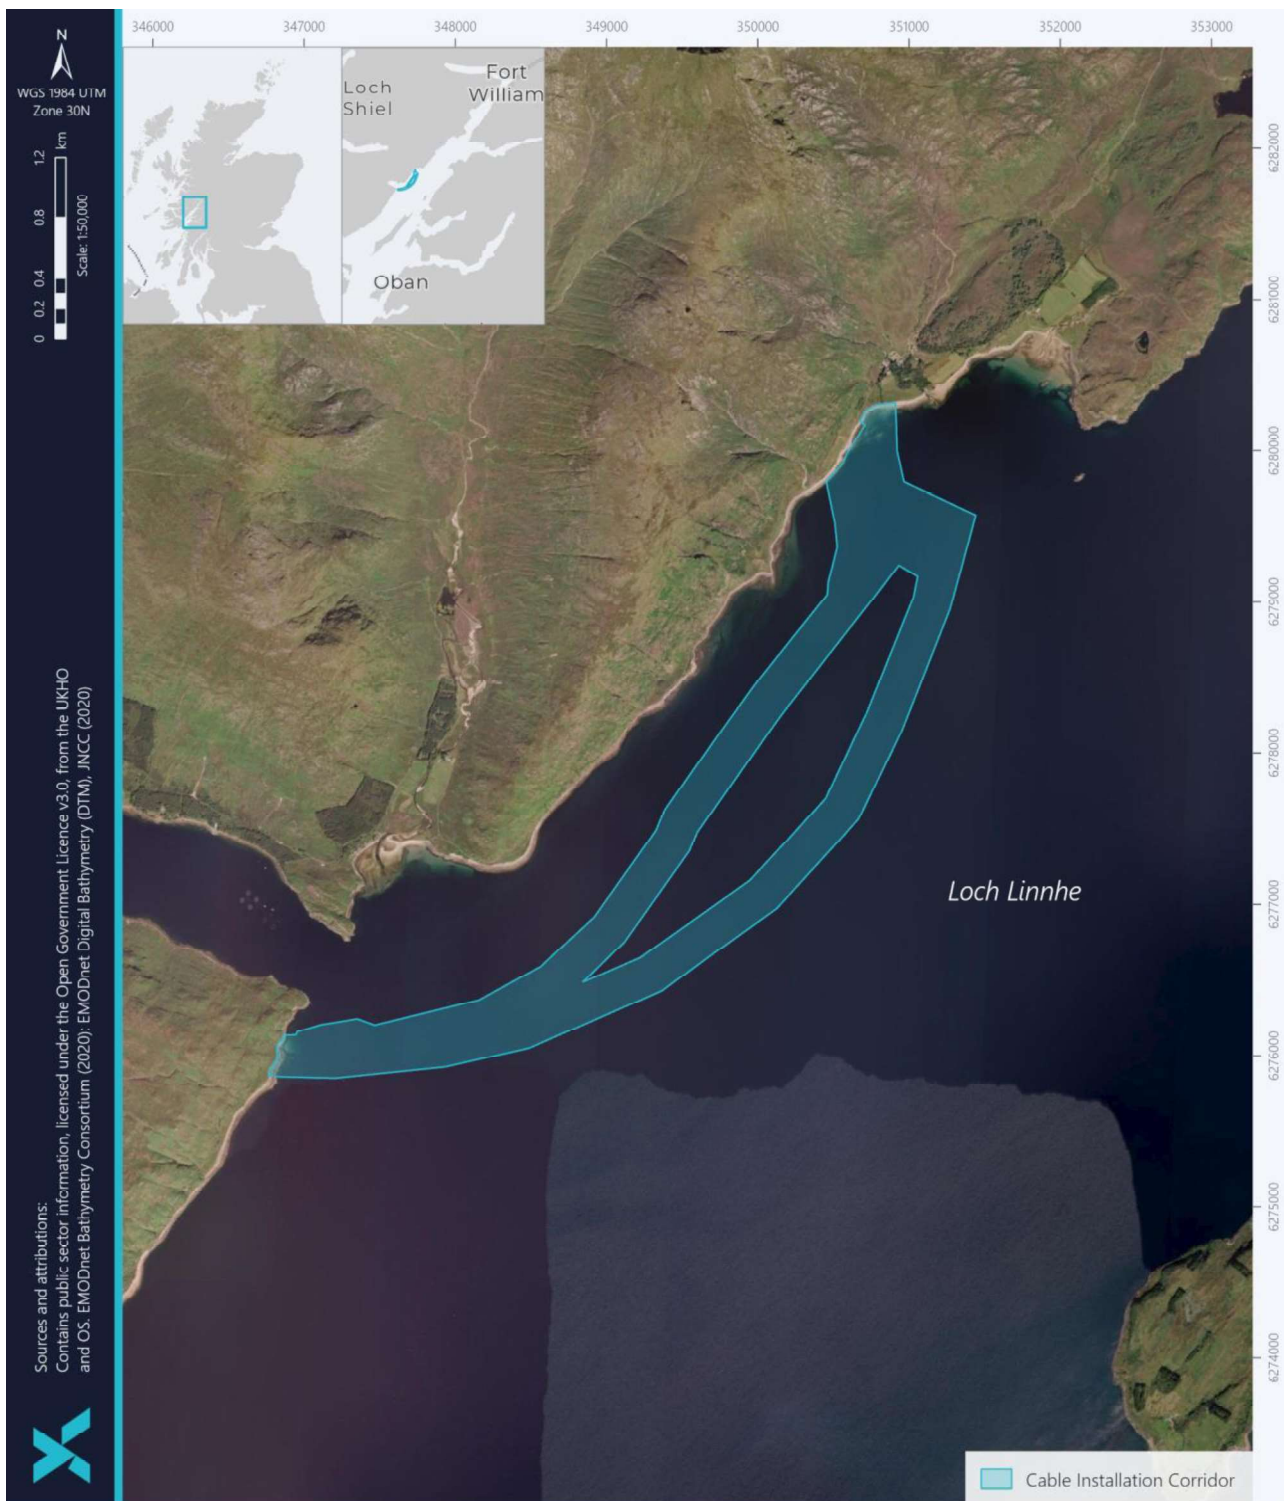 346000 347000 348000 349000 350000 351000 352000 353000
N
WGS 1984 UTM
Zone 30N
0 0.2 0.4 0.8 1.2
km
Scale: 1:50,000
Loch
Shiel
Fort
William
Oban
6282000
6281000
6280000
6279000
6278000
6277000
6276000
6275000
6274000
Loch Linnhe
Sources and attributions:
Contains public sector information, licensed under the Open Government Licence v3.0, from the UKHO
and OS. EMODnet Bathymetry Consortium (2020): EMODnet Digital Bathymetry (DTM), JNCC (2020)
Cable Installation Corridor